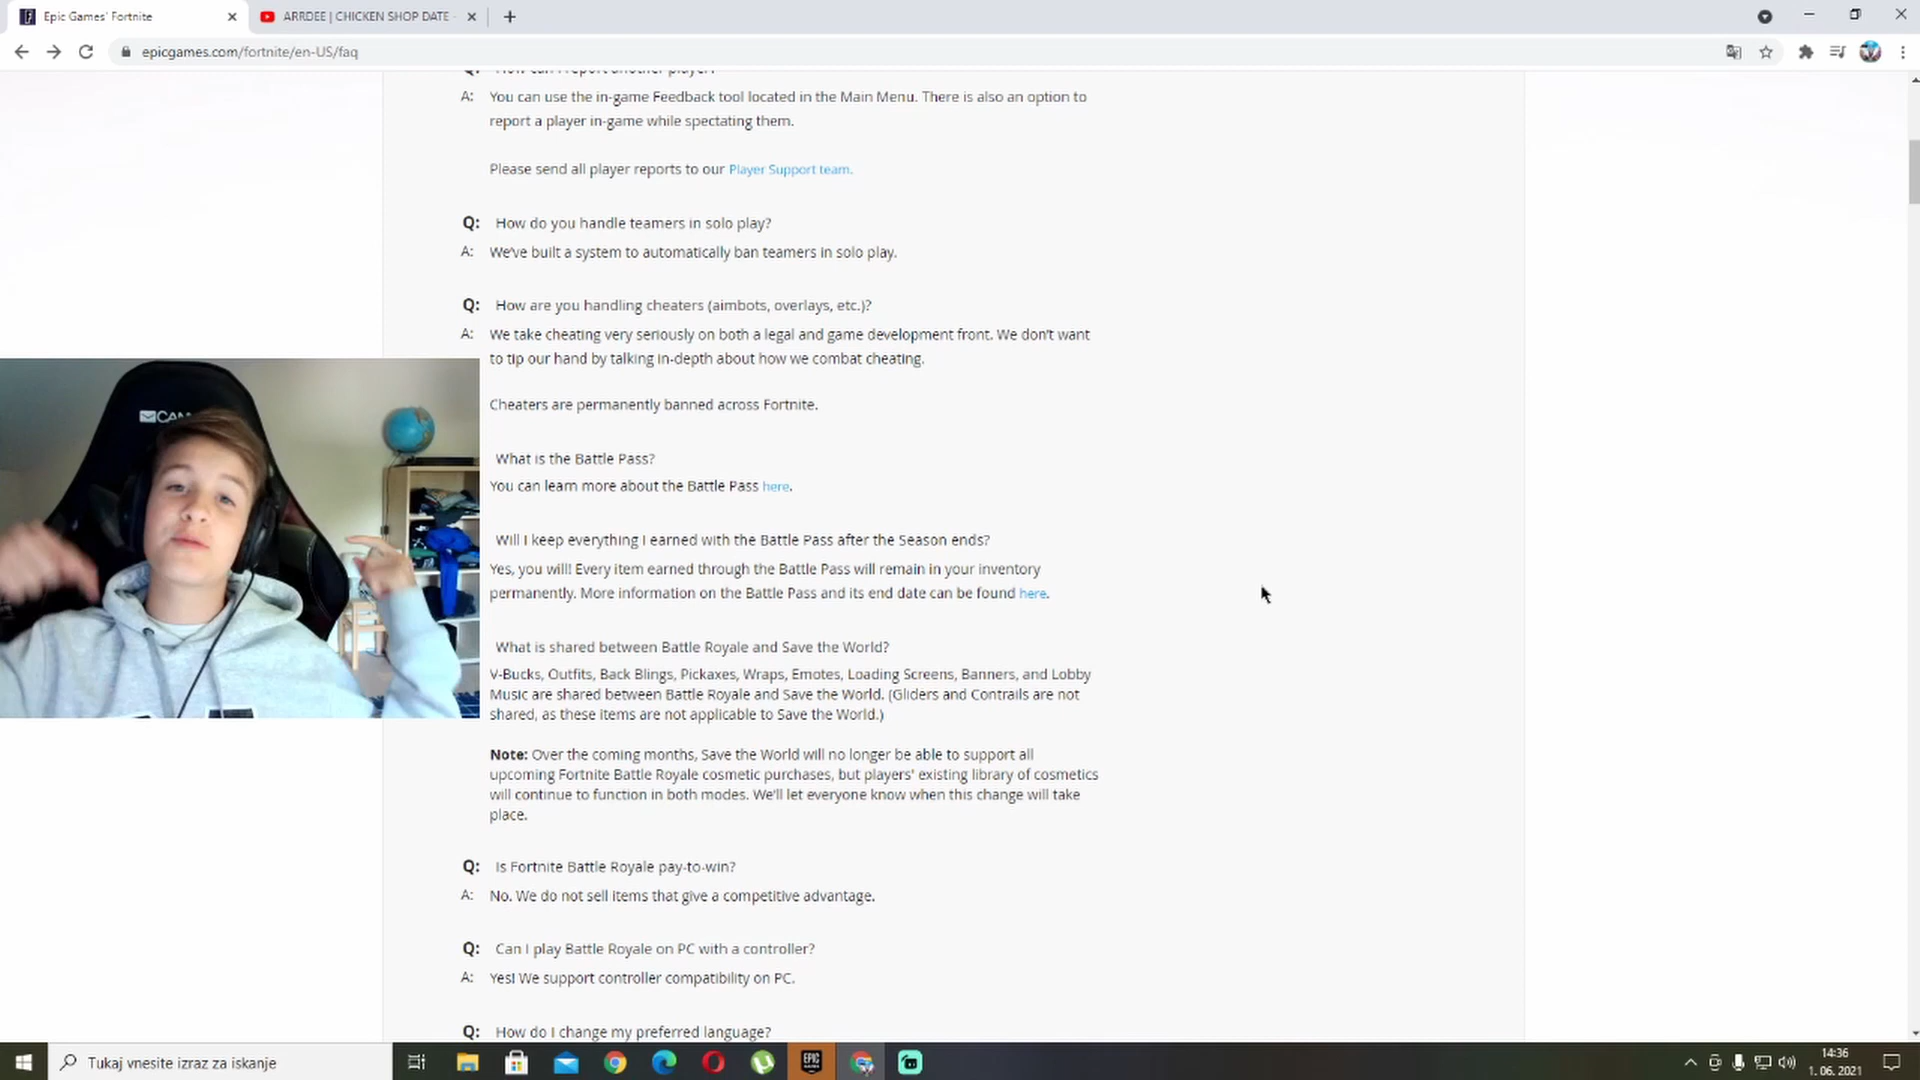 Epic Games' Fortnite
ARRDEE | CHICKEN SHOP DATE
epicgames.com/fortnite/en-US/faq
Q: How can I report another player?
A: You can use the in-game Feedback tool located in the Main Menu. There is also an option to
report a player in-game while spectating them.
Please send all player reports to our Player Support team.
Q: How do you handle teamers in solo play?
A: We've built a system to automatically ban teamers in solo play.
Q: How are you handling cheaters (aimbots, overlays, etc.)?
A: We take cheating very seriously on both a legal and game development front. We don't want
to tip our hand by talking in-depth about how we combat cheating.
Cheaters are permanently banned across Fortnite.
What is the Battle Pass?
You can learn more about the Battle Pass here.
Will I keep everything I earned with the Battle Pass after the Season ends?
Yes, you will! Every item earned through the Battle Pass will remain in your inventory
permanently. More information on the Battle Pass and its end date can be found here.
What is shared between Battle Royale and Save the World?
V-Bucks, Outfits, Back Blings, Pickaxes, Wraps, Emotes, Loading Screens, Banners, and Lobby
Music are shared between Battle Royale and Save the World. (Gliders and Contrails are not
shared, as these items are not applicable to Save the World.)
Note: Over the coming months, Save the World will no longer be able to support all
upcoming Fortnite Battle Royale cosmetic purchases, but players' existing library of cosmetics
will continue to function in both modes. We'll let everyone know when this change will take
place.
Q: Is Fortnite Battle Royale pay-to-win?
A: No. We do not sell items that give a competitive advantage.
Q: Can I play Battle Royale on PC with a controller?
A: Yes! We support controller compatibility on PC.
Q: How do I change my preferred language?
Tukaj vnesite izraz za iskanje
EPIC
GAMES
14:36
1. 06. 2021